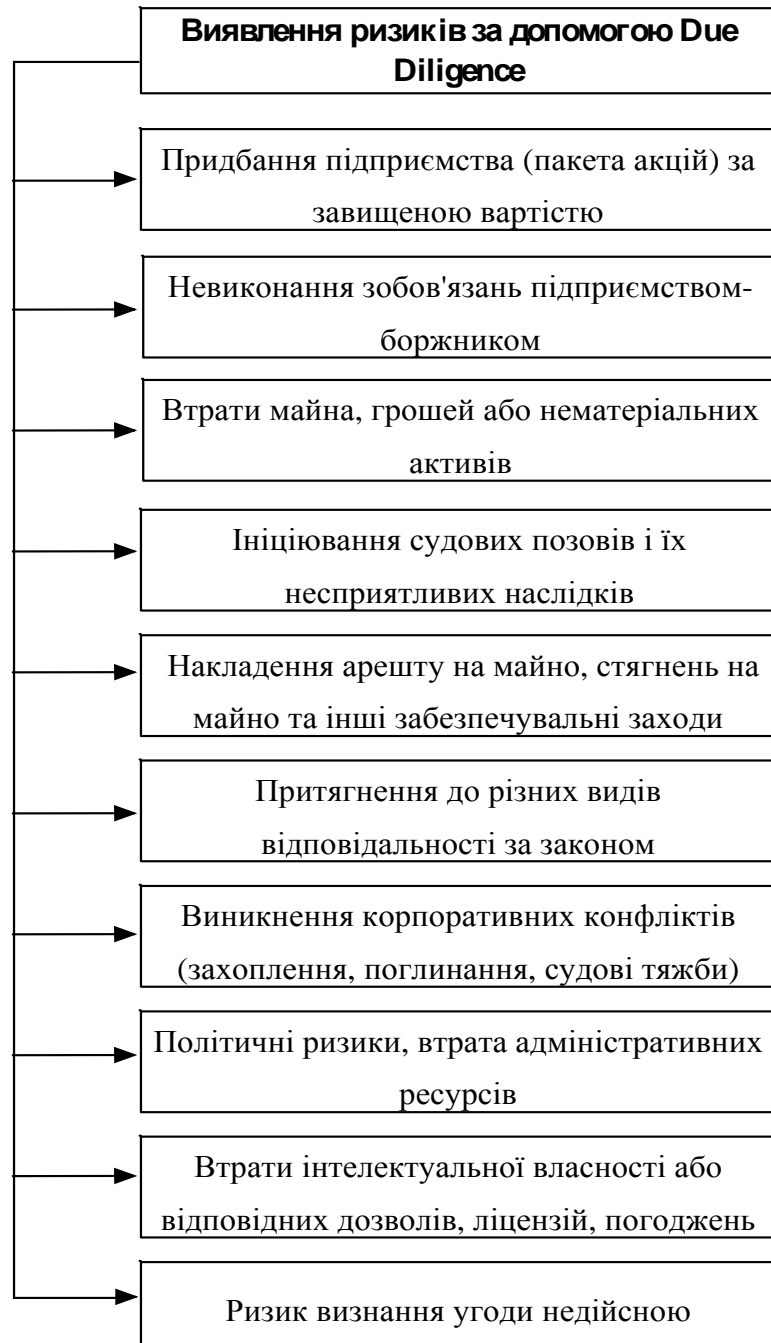 Виявлення ризиків за допомогою Due
Diligence
Придбання підприємства (пакета акцій) за
завищеною вартістю
Невиконання зобов'язань підприємством-
боржником
Втрати майна, грошей або нематеріальних
активів
Ініціювання судових позовів і їх
несприятливих наслідків
Накладення арешту на майно, стягнень на
майно та інші забезпечувальні заходи
Притягнення до різних видів
відповідальності за законом
Виникнення корпоративних конфліктів
(захоплення, поглинання, судові тяжби)
Політичні ризики, втрата адміністративних
ресурсів
Втрати інтелектуальної власності або
відповідних дозволів, ліцензій, погоджень
Ризик визнання угоди недійсною